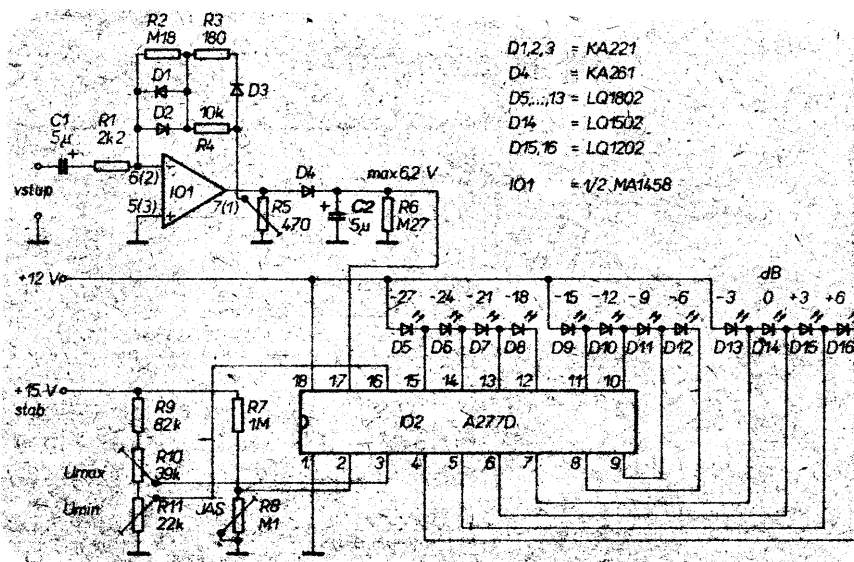 R2 R3
M18 180
D1
D3
C1 R1 D2 10k
5µ 2k2 R4
+
vstup 6(2) D4 max 6,2 V
IO1
5(3) 7(1)
R5 + C2 R6
470 5µ M27
D1,2,3 = KA221
D4 = KA261
D5,...,13 = LQ1802
D14 = LQ1502
D15,16 = LQ1202
IO1 = 1/2 MA1458
+12 V
dB
-27 -24 -21 -18 -15 -12 -9 -6 -3 0 +3 +6
D5 D6 D7 D8 D9 D10 D11 D12 D13 D14 D15 D16
+15 V
stab
18 17 16 15 14 13 12 11 10
R9 R7
82k 1M
IO2 A277D
1 2 3 4 5 6 7 8 9
R10
39k
Umax
Umin
R11 JAS R8
22k M1